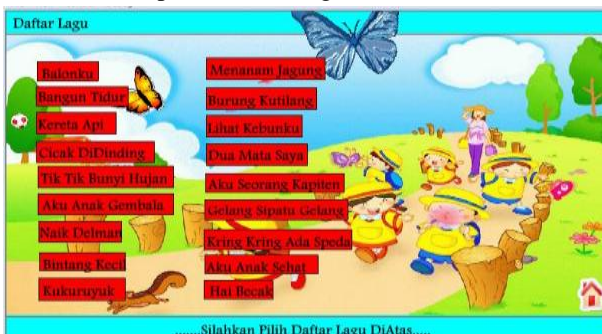 Daftar Lagu
Balonku
Bangun Tidur
Kereta Api
Cicak DiDinding
Tik Tik Bunyi Hujan
Aku Anak Gembala
Naik Delman
Bintang Kecil
Kukuruyuk
Menanam Jagung
Burung Kutilang
Lihat Kebunku
Dua Mata Saya
Aku Seorang Kapiten
Gelang Sipatu Gelang
Kring Kring Ada Speda
Aku Anak Sehat
Hai Becak
.......Silahkan Pilih Daftar Lagu DiAtas.....